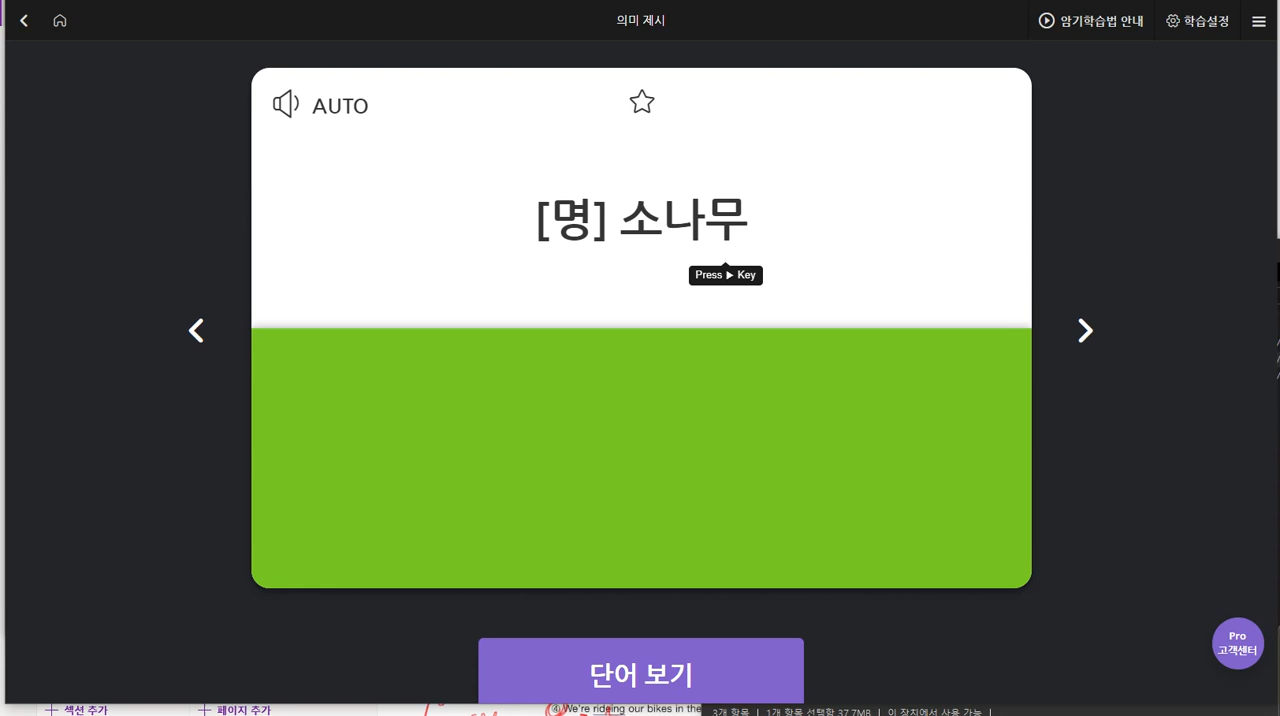 의미 제시
암기학습법 안내
학습설정
AUTO
[명] 소나무
Press ▶ Key
단어 보기
Pro
고객센터
섹션 추가
페이지 추가
④ We're riding our bikes in the
3개 항목 | 1개 항목 선택함 37.7MB | 이 장치에서 사용 가능 |